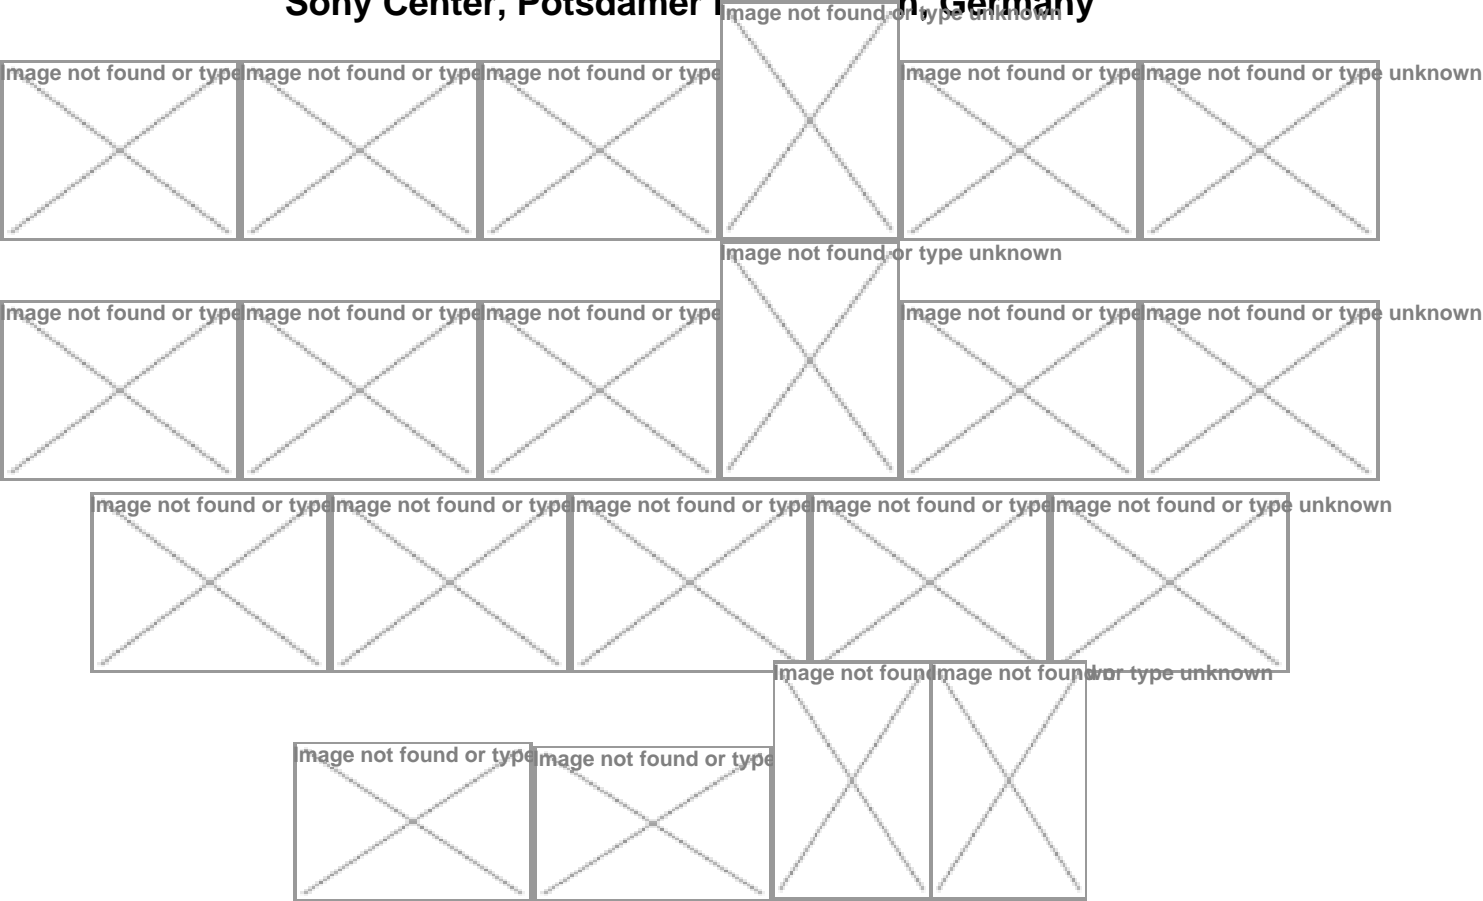 Sony Center, Potsdamer Germany
Image not found or type unknown
Image not found or type Image not found or type Image not found or type Image not found or type Image not found or type unknown
Image not found or type unknown
Image not found or type Image not found or type Image not found or type Image not found or type Image not found or type unknown
Image not found or type Image not found or type Image not found or type Image not found or type Image not found or type unknown
Image not found Image not found or type unknown
Image not found or type Image not found or type